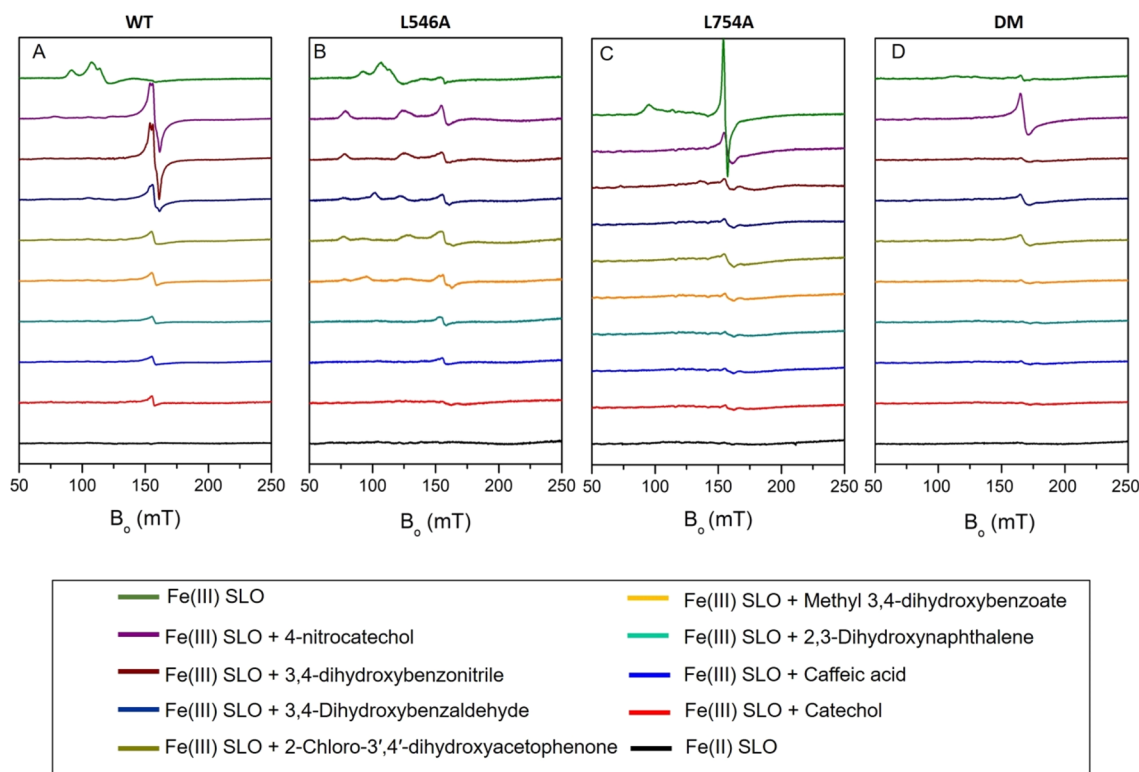 WT L546A L754A DM
A B C D
50 100 150 200 250 50 100 150 200 250 50 100 150 200 250 50 100 150 200 250
B₀ (mT) B₀ (mT) B₀ (mT) B₀ (mT)
Fe(III) SLO
Fe(III) SLO + 4-nitrocatechol
Fe(III) SLO + 3,4-dihydroxybenzonitrile
Fe(III) SLO + 3,4-Dihydroxybenzaldehyde
Fe(III) SLO + 2-Chloro-3′,4′-dihydroxyacetophenone
Fe(III) SLO + Methyl 3,4-dihydroxybenzoate
Fe(III) SLO + 2,3-Dihydroxynaphthalene
Fe(III) SLO + Caffeic acid
Fe(III) SLO + Catechol
Fe(II) SLO